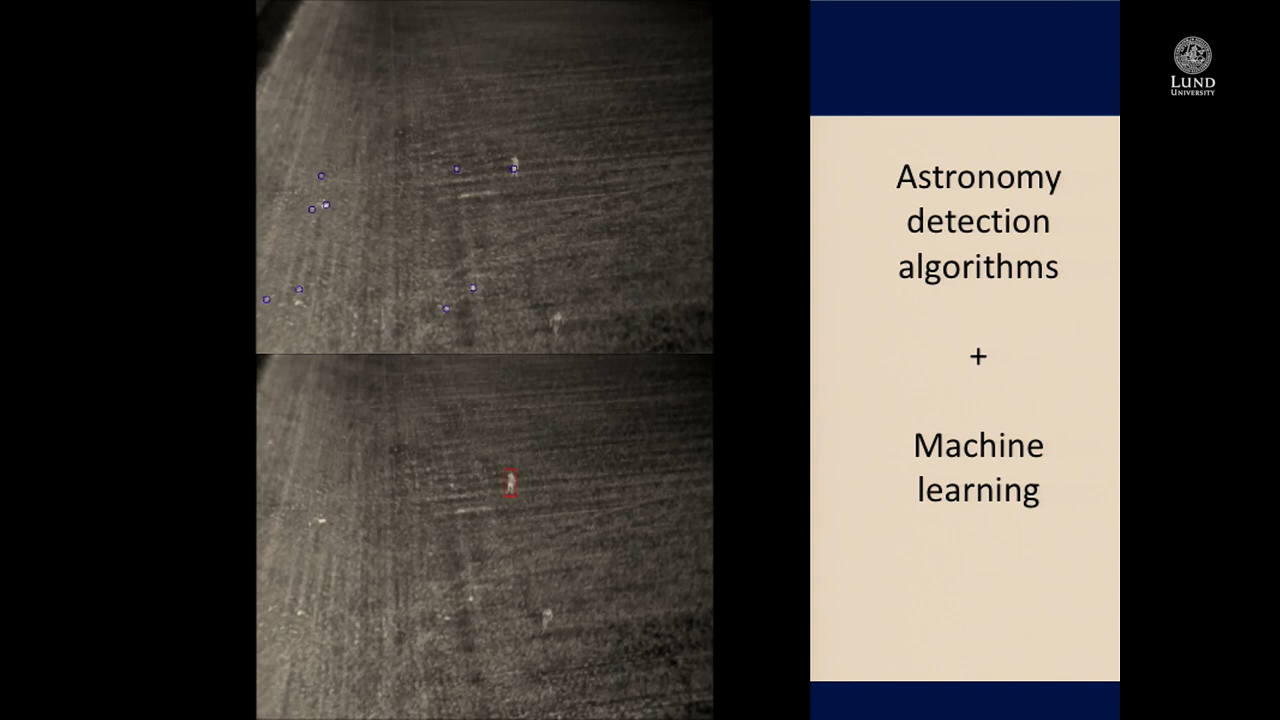 Astronomy
detection
algorithms
+
Machine
learning
LUND
UNIVERSITY